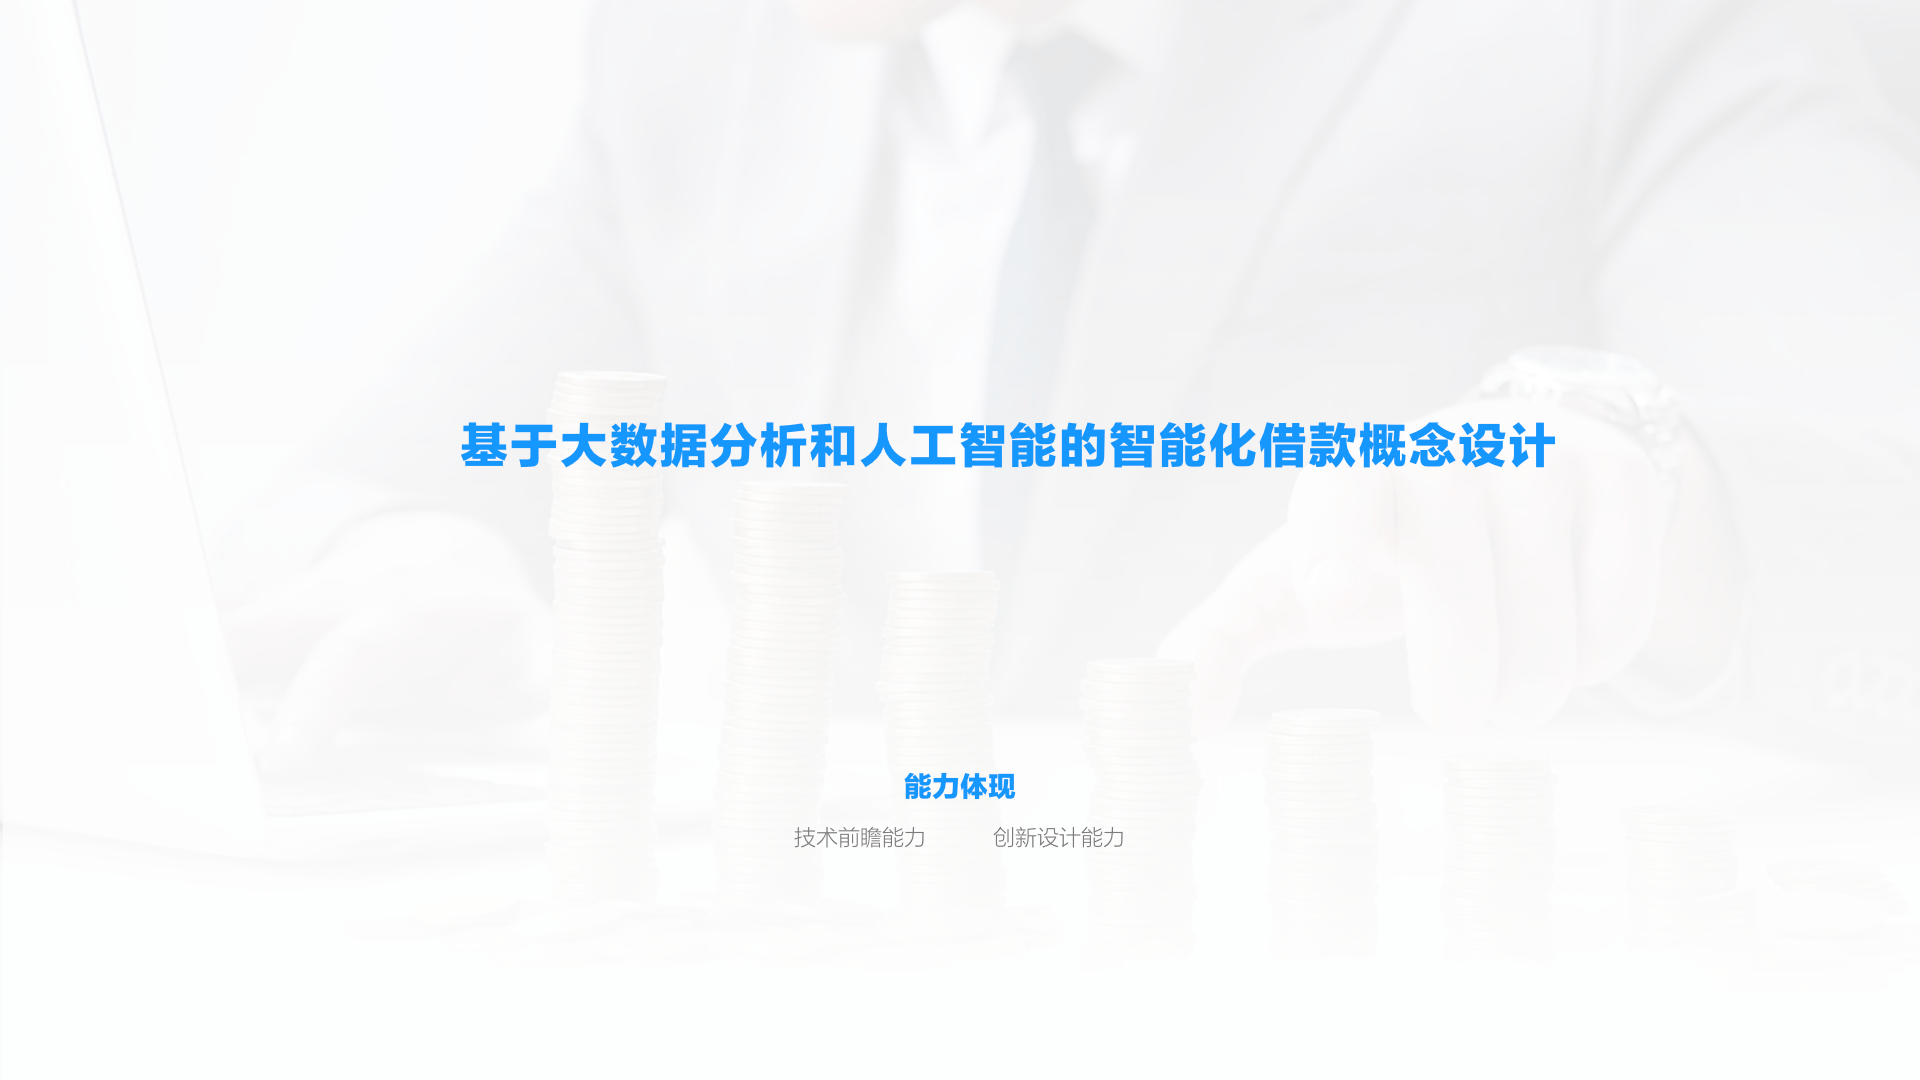 基于大数据分析和人工智能的智能化借款概念设计
能力体现
技术前瞻能力 创新设计能力